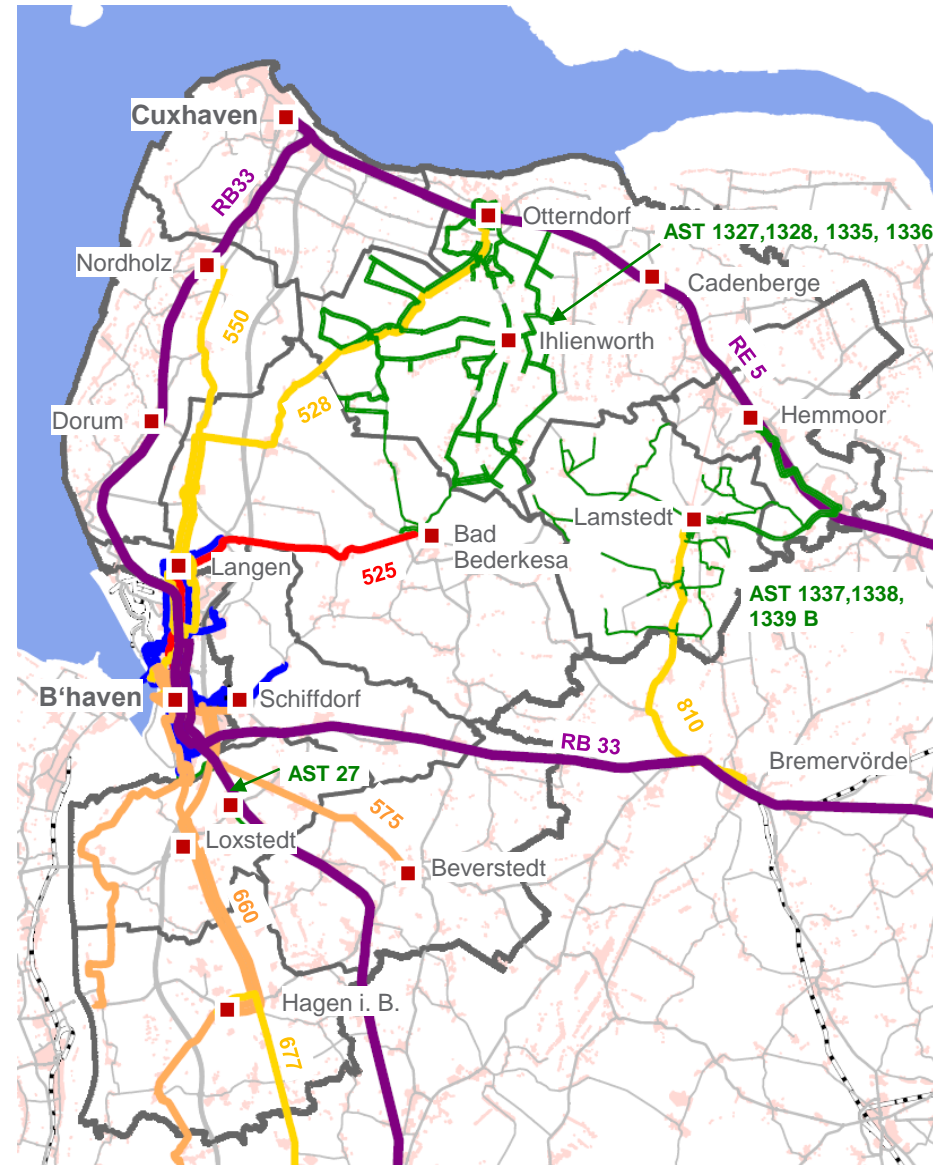 Cuxhaven
RB33
Otterndorf
AST 1327,1328, 1335, 1336
Nordholz
Cadenberge
550
Ihlienworth
RE 5
528
Dorum
Hemmoor
Lamstedt
Bad
Bederkesa
Langen
525
AST 1337,1338,
1339 B
B‘haven
Schiffdorf
810
RB 33
Bremervörde
AST 27
575
Loxstedt
Beverstedt
660
Hagen i. B.
677